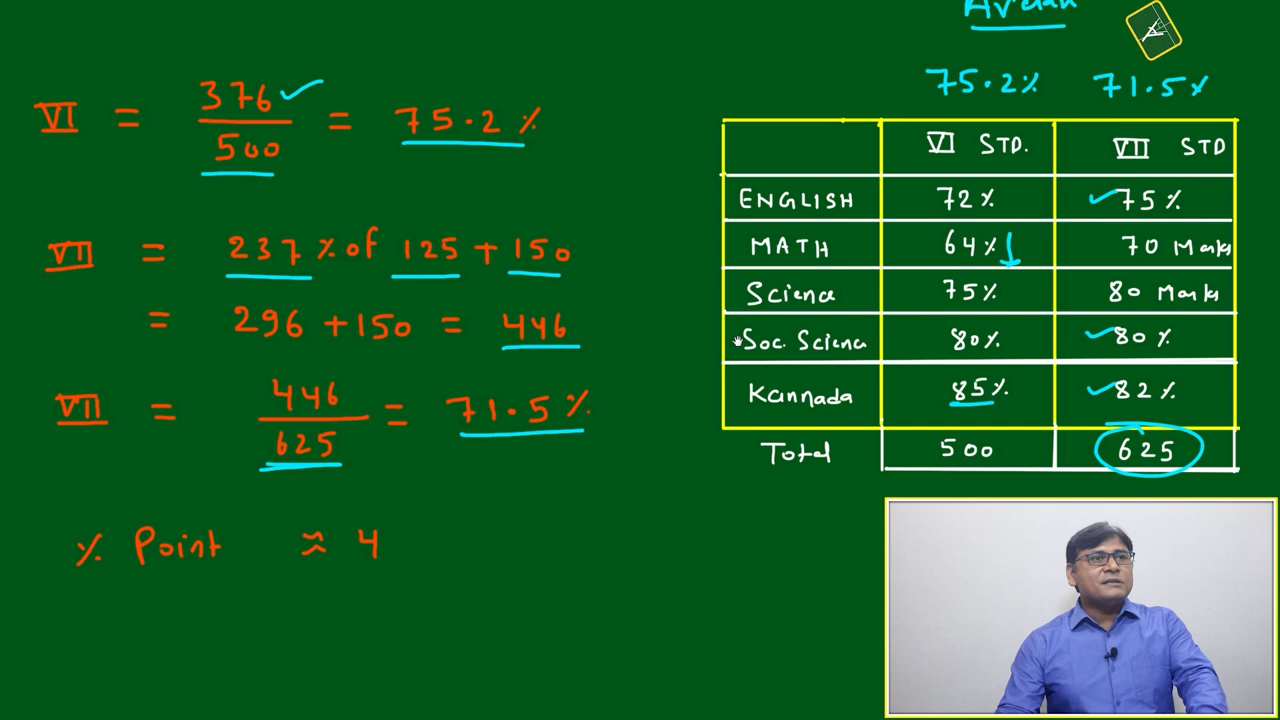 75.2% 71.5%
VI = 376/500 = 75.2%
VII = 237% of 125 + 150
= 296 + 150 = 446
VII = 446/625 = 71.5%
% Point ≈ 4
VI STD. VII STD
ENGLISH 72% 75%
MATH 64% 70 Marks
Science 75% 80 Marks
Soc. Science 80% 80%
Kannada 85% 82%
Total 500 625